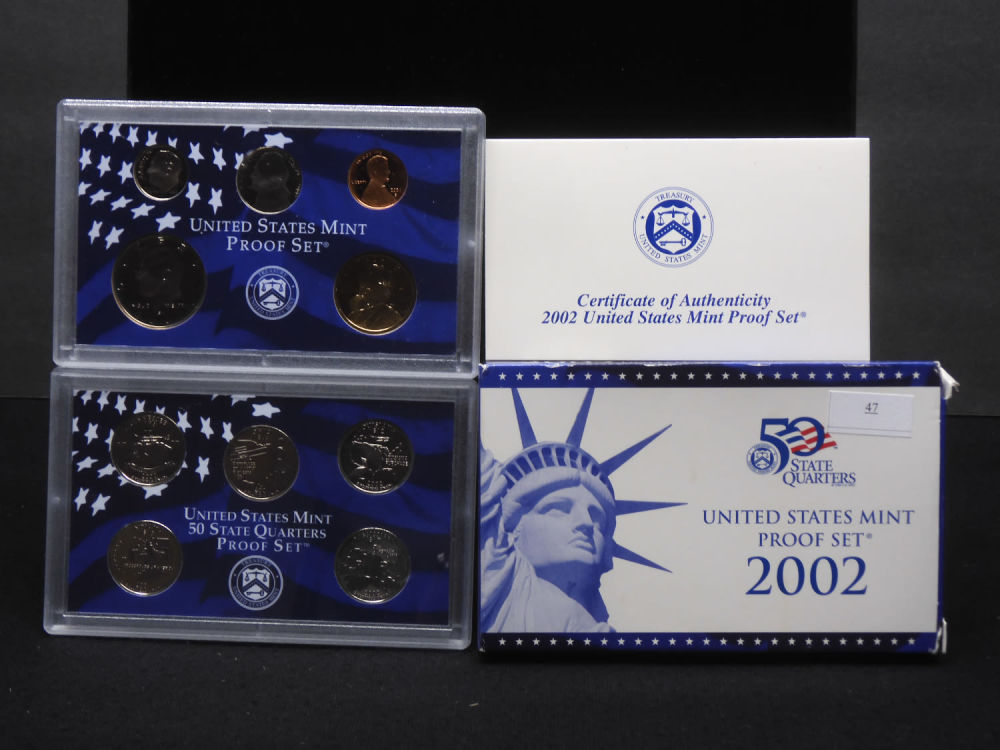 UNITED STATES MINT
PROOF SET®
TREASURY
UNITED STATES MINT
Certificate of Authenticity
2002 United States Mint Proof Set®
UNITED STATES MINT
50 STATE QUARTERS
PROOF SET™
47
50
STATE
QUARTERS
UNITED STATES MINT
PROOF SET®
2002